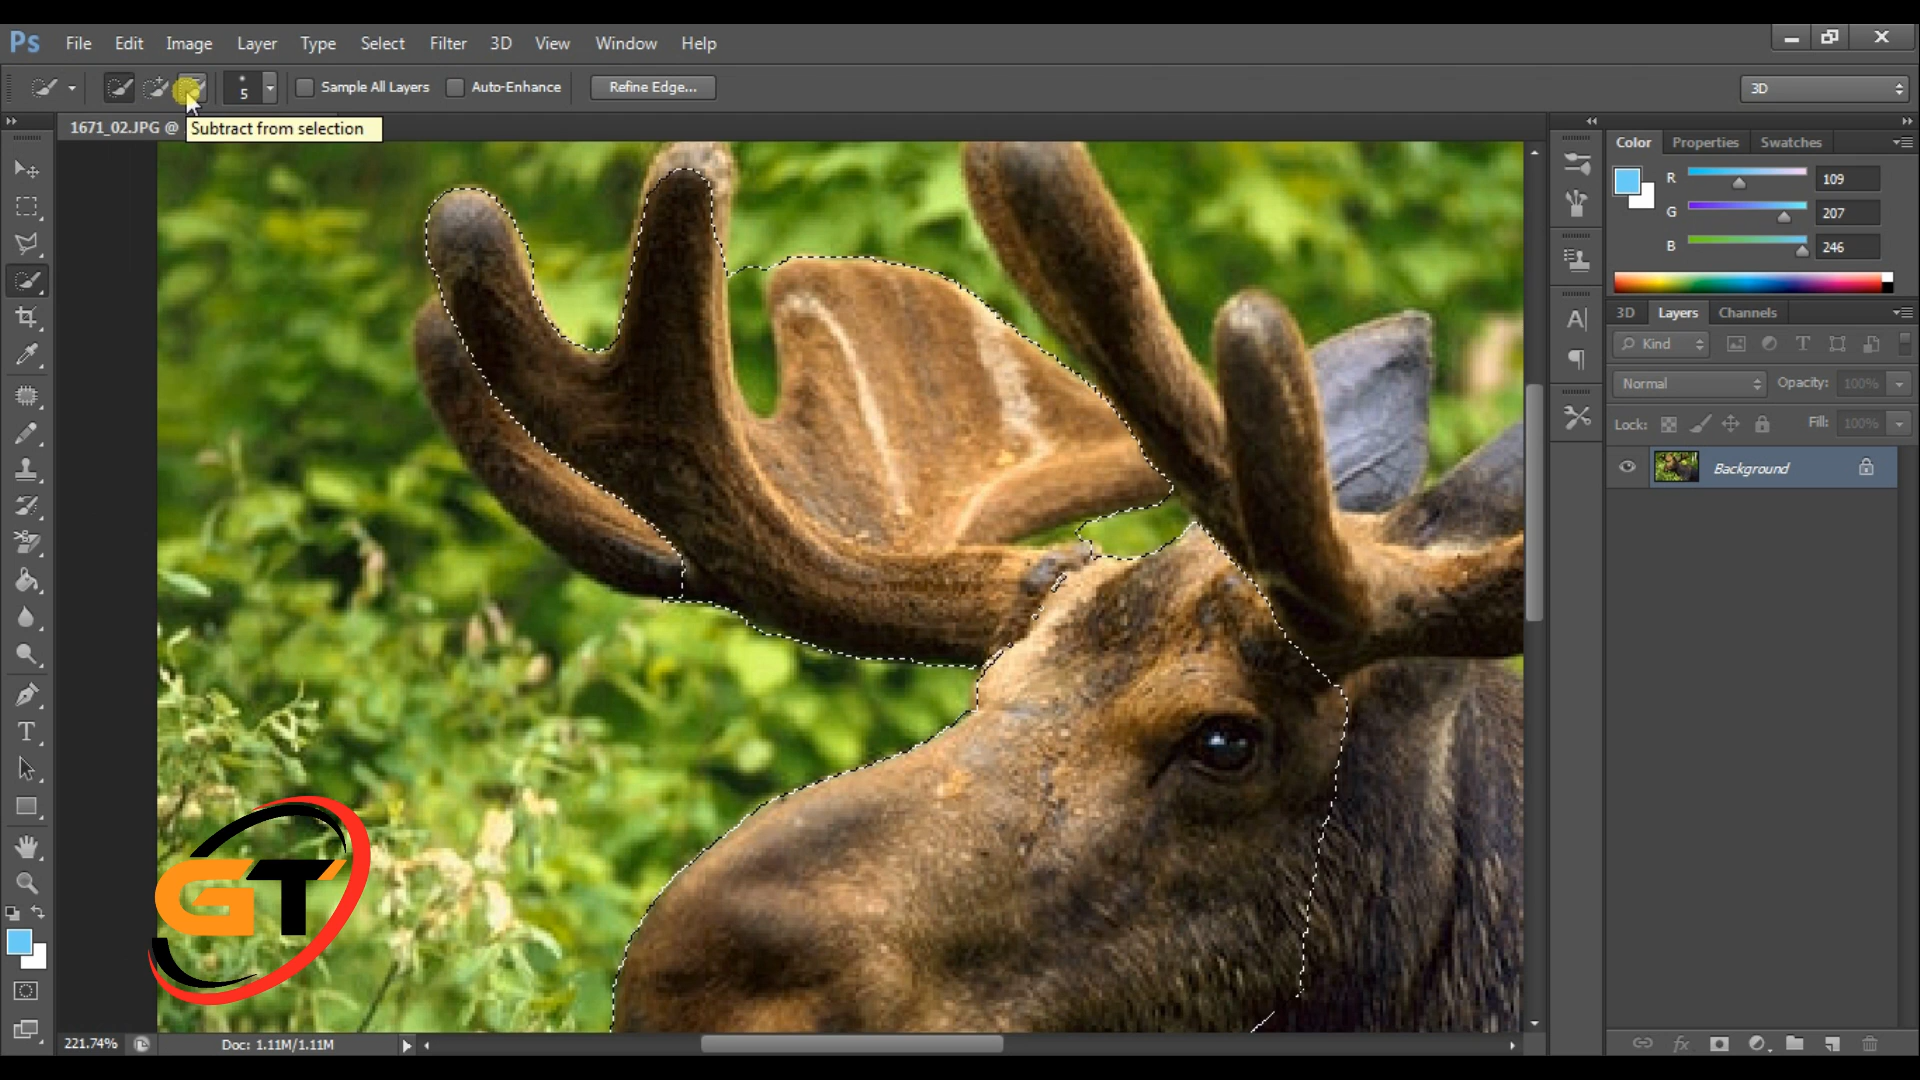 Ps File Edit Image Layer Type Select Filter 3D View Window Help
5 Sample All Layers Auto-Enhance Refine Edge... 3D
1671_02.JPG @
Subtract from selection
Color Properties Swatches
R 109
G 207
B 246
3D Layers Channels
Kind
Normal Opacity: 100%
Lock: Fill: 100%
Background
GT
221.74% Doc: 1.11M/1.11M